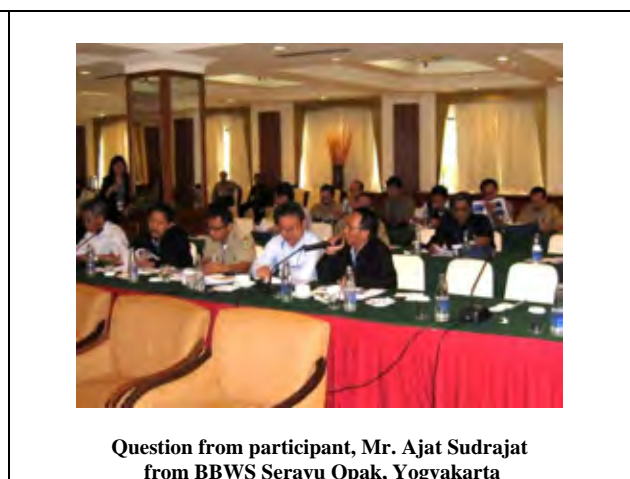 Question from participant, Mr. Ajat Sudrajat
from BBWS Serayu Opak, Yogyakarta